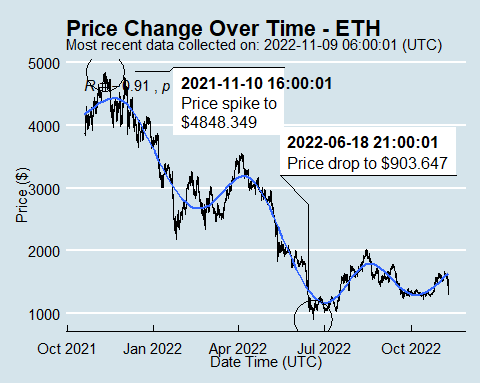 Price Change Over Time - ETH
Most recent data collected on: 2022-11-09 06:00:01 (UTC)
5000
0.91 , p
2021-11-10 16:00:01
Price spike to
$4848.349
4000
2022-06-18 21:00:01
Price drop to $903.647
3000
Price ($)
2000
1000
Oct 2021 Jan 2022 Apr 2022 Jul 2022 Oct 2022
Date Time (UTC)